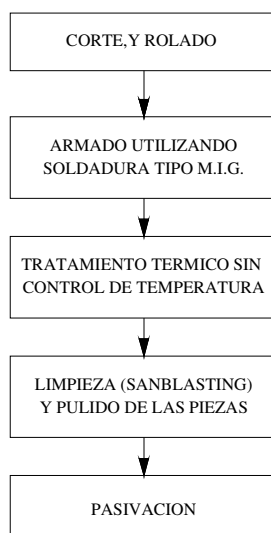 CORTE,Y ROLADO
ARMADO UTILIZANDO
SOLDADURA TIPO M.I.G.
TRATAMIENTO TERMICO SIN
CONTROL DE TEMPERATURA
LIMPIEZA (SANBLASTING)
Y PULIDO DE LAS PIEZAS
PASIVACION